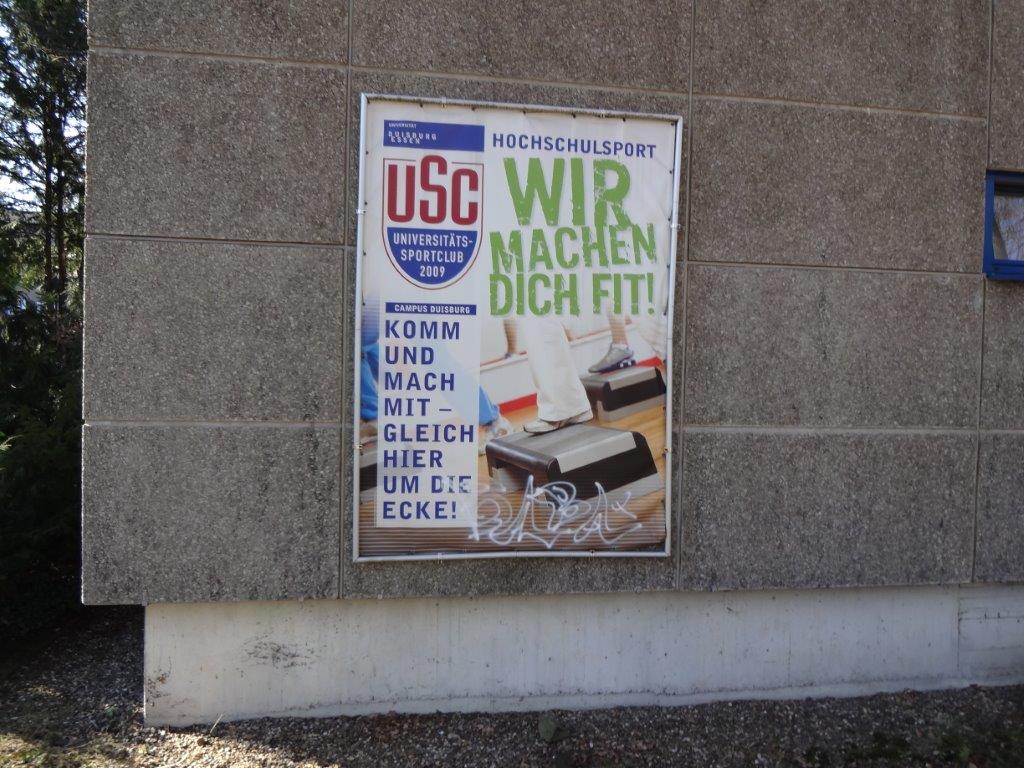 UNIVERSITÄT
DUISBURG
ESSEN
USC
UNIVERSITÄTS-
SPORTCLUB
2009
CAMPUS DUISBURG
KOMM
UND
MACH
MIT –
GLEICH
HIER
UM DIE
ECKE!
HOCHSCHULSPORT
WIR
MACHEN
DICH FIT!